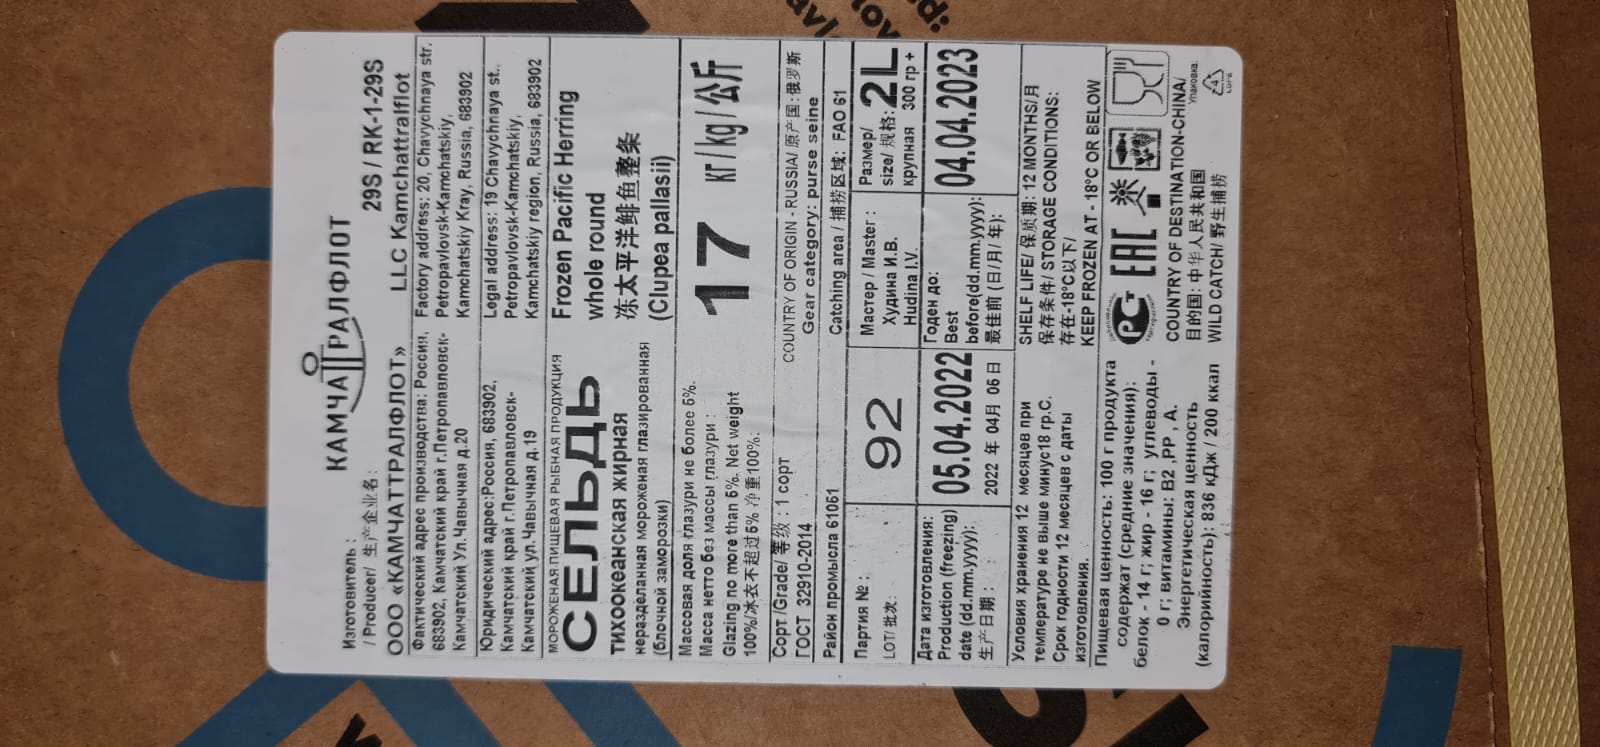 КАМЧАТТРАЛФЛОТ
Изготовитель :
/ Producer/ 生产企业名:
29S / RK-1-29S
ООО «КАМЧАТТРАЛФЛОТ»
LLC Kamchattralflot
Фактический адрес производства: Россия,
683902, Камчатский край г.Петропавловск-
Камчатский Ул.Чавычная д.20
Factory address: 20, Chavychnaya str.
Petropavlovsk-Kamchatskiy,
Kamchatskiy Kray, Russia, 683902
Юридический адрес:Россия, 683902,
Камчатский край г.Петропавловск-
Камчатский ул.Чавычная д.19
Legal address: 19 Chavychnaya st.,
Petropavlovsk-Kamchatskiy,
Kamchatskiy region, Russia, 683902
МОРОЖЕНАЯ ПИЩЕВАЯ РЫБНАЯ ПРОДУКЦИЯ
СЕЛЬДЬ
тихоокеанская жирная
неразделанная мороженая глазированная
(блочной заморозки)
Frozen Pacific Herring
whole round
冻太平洋鲱鱼整条
(Clupea pallasii)
Массовая доля глазури не более 5%.
Масса нетто без массы глазури :
Glazing no more than 5%. Net weight
100%/冰衣不超过5% 净重100%:
17 кг/kg/公斤
Сорт /Grade/ 等级 : 1 сорт
ГОСТ 32910-2014
COUNTRY OF ORIGIN - RUSSIA/ 原产国:俄罗斯
Gear category: purse seine
Район промысла 61051
Catching area / 捕捞区域: FAO 61
Партия № :
LOT/ 批次:
92
Мастер / Master :
Худина И.В.
Hudina I.V.
Размер/
size/ 规格: 2L
крупная 300 гр +
Дата изготовления:
Production (freezing)
date (dd.mm.yyyy):
生产日期 :
05.04.2022
2022 年 04月 05 日
Годен до:
Best
before(dd.mm.yyyy):
最佳前 (日/月/ 年):
04.04.2023
Условия хранения 12 месяцев при
температуре не выше минус18 гр.С.
Срок годности 12 месяцев с даты
изготовления.
SHELF LIFE/ 保质期: 12 MONTHS/月
保存条件/ STORAGE CONDITIONS:
存在-18°C以下/
KEEP FROZEN AT - 18°C OR BELOW
Пищевая ценность: 100 г продукта
содержат (средние значения):
белок - 14 г; жир - 16 г; углеводы -
0 г; витамины: B2 ,PP , A.
Энергетическая ценность
(калорийность): 836 кДж / 200 ккал
EAC
COUNTRY OF DESTINATION-CHINA/
目的国: 中华人民共和国
WILD CATCH/ 野生捕捞
Упаковка:
4
LDPE